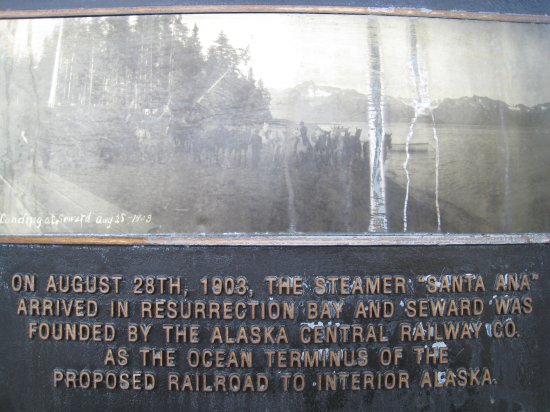 Landing at Seward Aug 28-1903
ON AUGUST 28TH, 1903, THE STEAMER "SANTA ANA"
ARRIVED IN RESURRECTION BAY AND SEWARD WAS
FOUNDED BY THE ALASKA CENTRAL RAILWAY CO.
AS THE OCEAN TERMINUS OF THE
PROPOSED RAILROAD TO INTERIOR ALASKA.